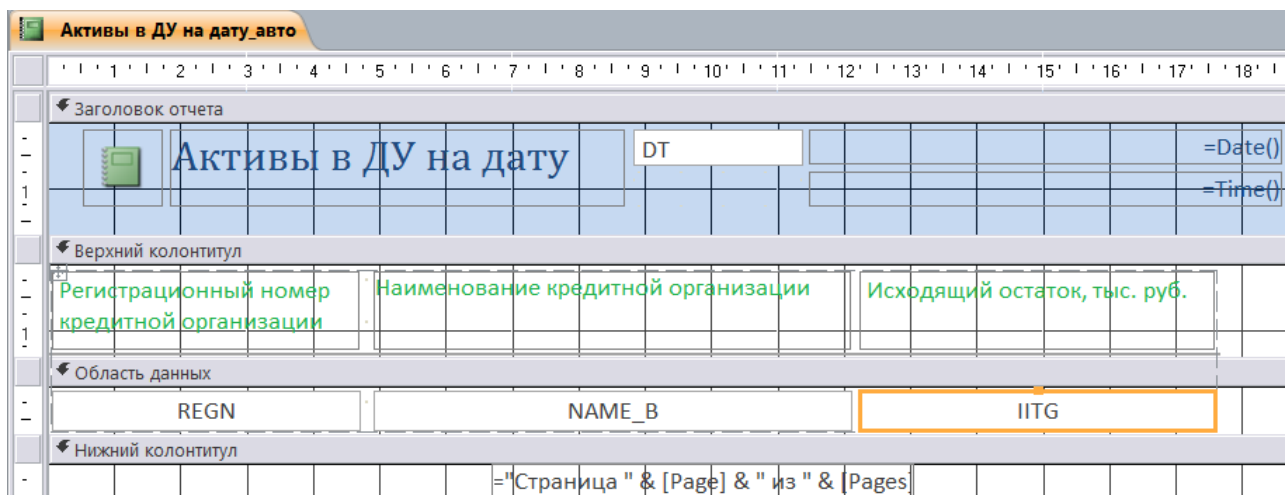 Активы в ДУ на дату_авто
1 2 3 4 5 6 7 8 9 10 11 12 13 14 15 16 17 18
Заголовок отчета
Активы в ДУ на дату DT =Date()
=Time()
1
Верхний колонтитул
Регистрационный номер Наименование кредитной организации Исходящий остаток, тыс. руб.
кредитной организации
1
Область данных
REGN NAME_B IITG
Нижний колонтитул
="Страница " & [Page] & " из " & [Pages]